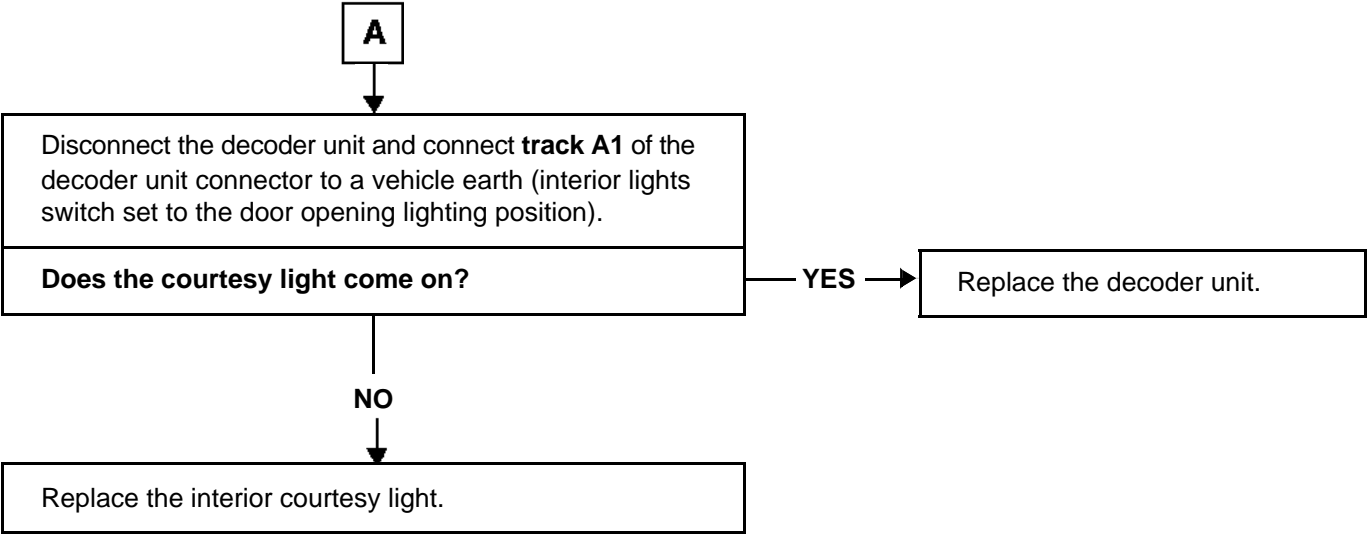 A
Disconnect the decoder unit and connect track A1 of the
decoder unit connector to a vehicle earth (interior lights
switch set to the door opening lighting position).
Does the courtesy light come on?
YES
Replace the decoder unit.
NO
Replace the interior courtesy light.